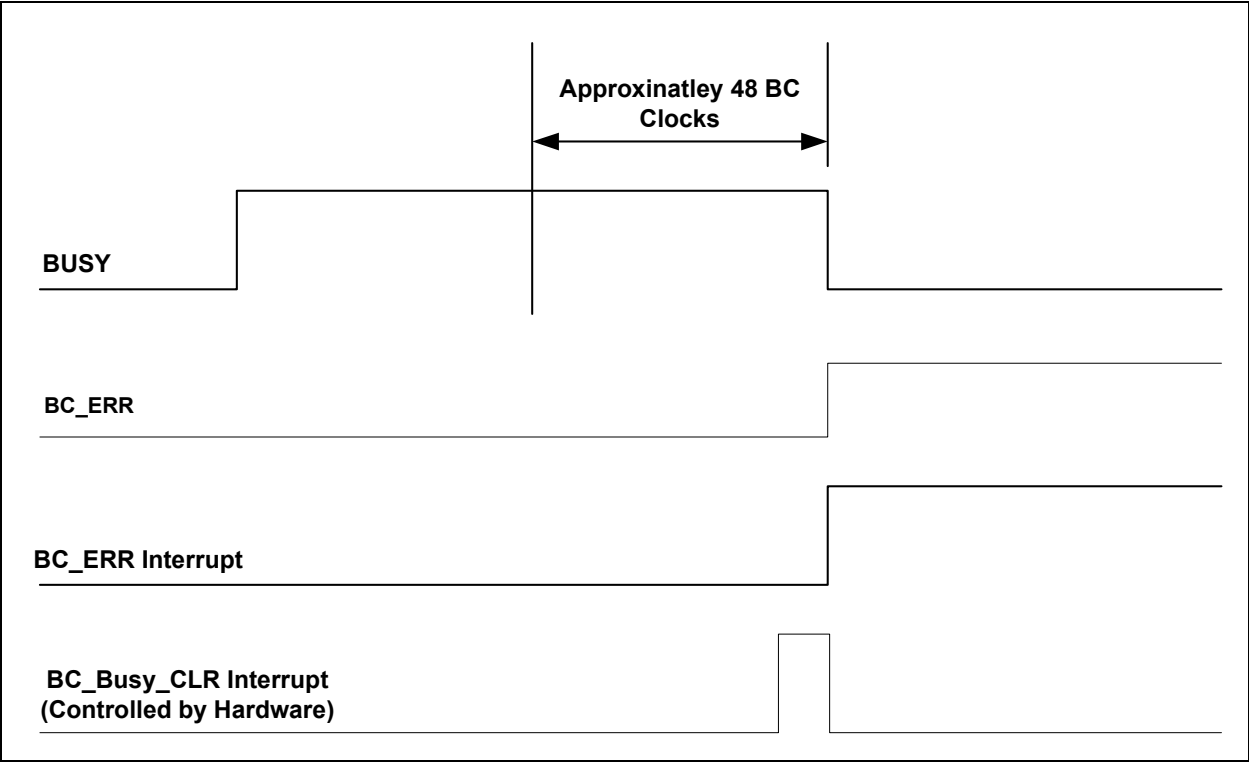 Approxinatley 48 BC
Clocks
BUSY
BC_ERR
BC_ERR Interrupt
BC_Busy_CLR Interrupt
(Controlled by Hardware)